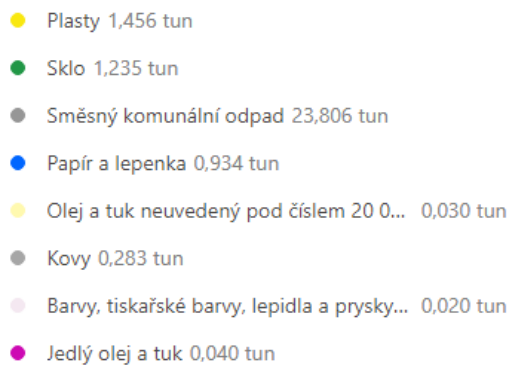 Plasty 1,456 tun
Sklo 1,235 tun
Směsný komunální odpad 23,806 tun
Papír a lepenka 0,934 tun
Olej a tuk neuvedený pod číslem 20 0... 0,030 tun
Kovy 0,283 tun
Barvy, tiskařské barvy, lepidla a prysky... 0,020 tun
Jedlý olej a tuk 0,040 tun